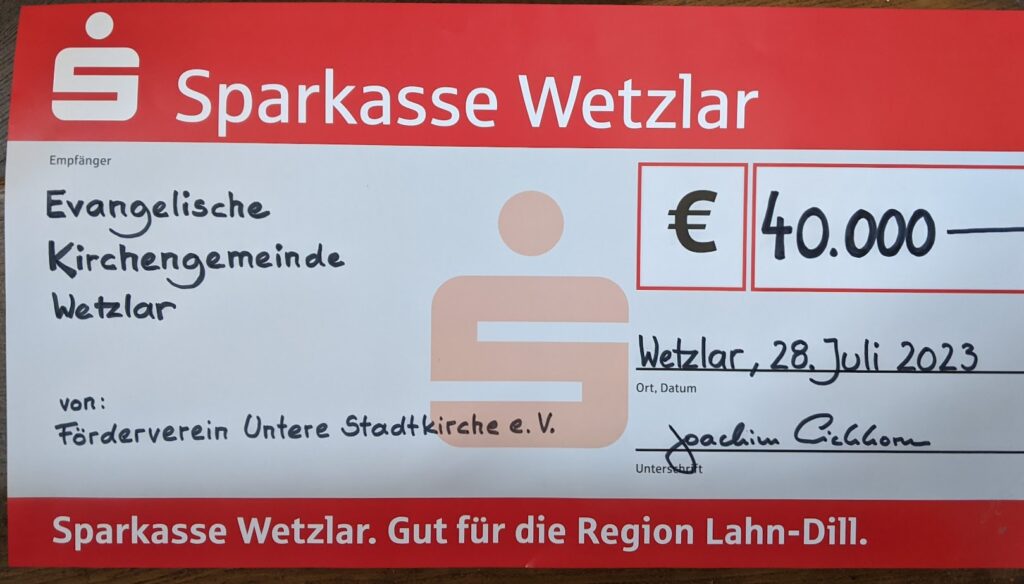 Sparkasse Wetzlar
Empfänger
Evangelische
Kirchengemeinde
Wetzlar
€ 40.000 —
Wetzlar, 28. Juli 2023
Ort, Datum
von:
Förderverein Untere Stadtkirche e. V.
Joachim Eichhorn
Unterschrift
Sparkasse Wetzlar. Gut für die Region Lahn-Dill.